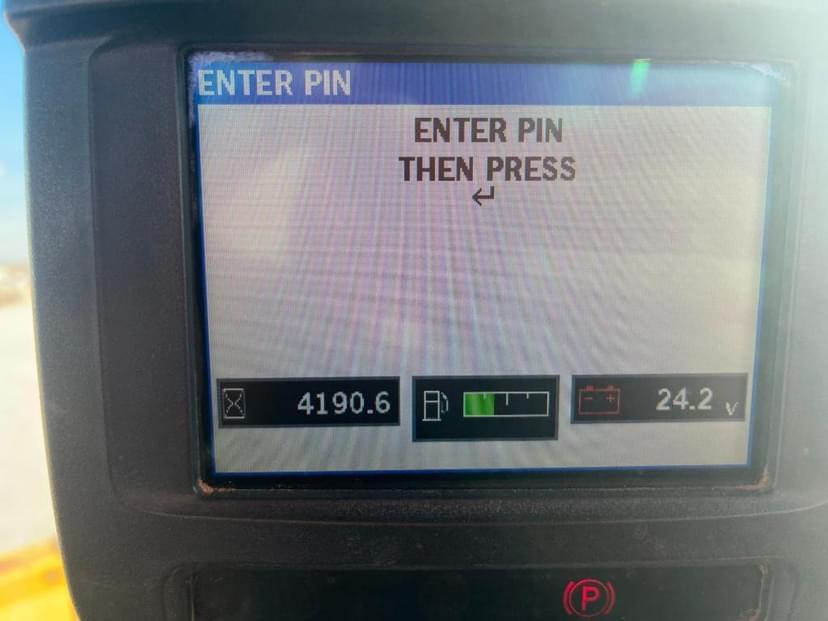 ENTER PIN
ENTER PIN
THEN PRESS
↵
4190.6
24.2 V
P